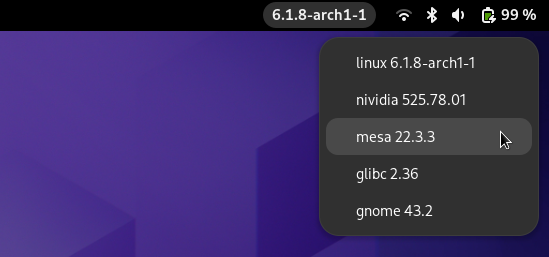 6.1.8-arch1-1 99 %
linux 6.1.8-arch1-1
nividia 525.78.01
mesa 22.3.3
glibc 2.36
gnome 43.2